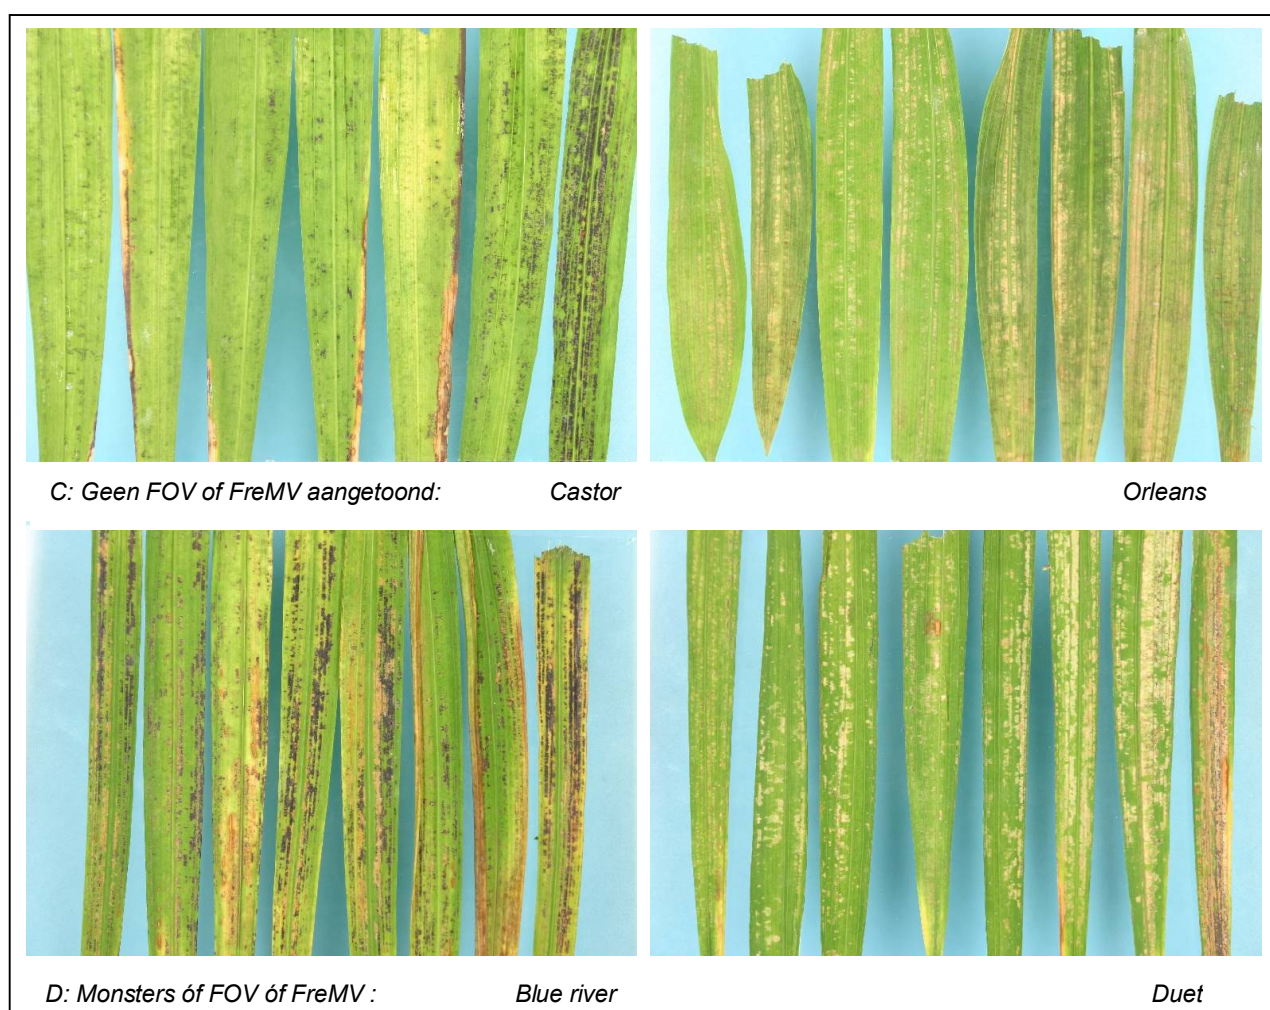 C: Geen FOV of FreMV aangetoond: Castor Orleans
D: Monsters óf FOV óf FreMV : Blue river Duet